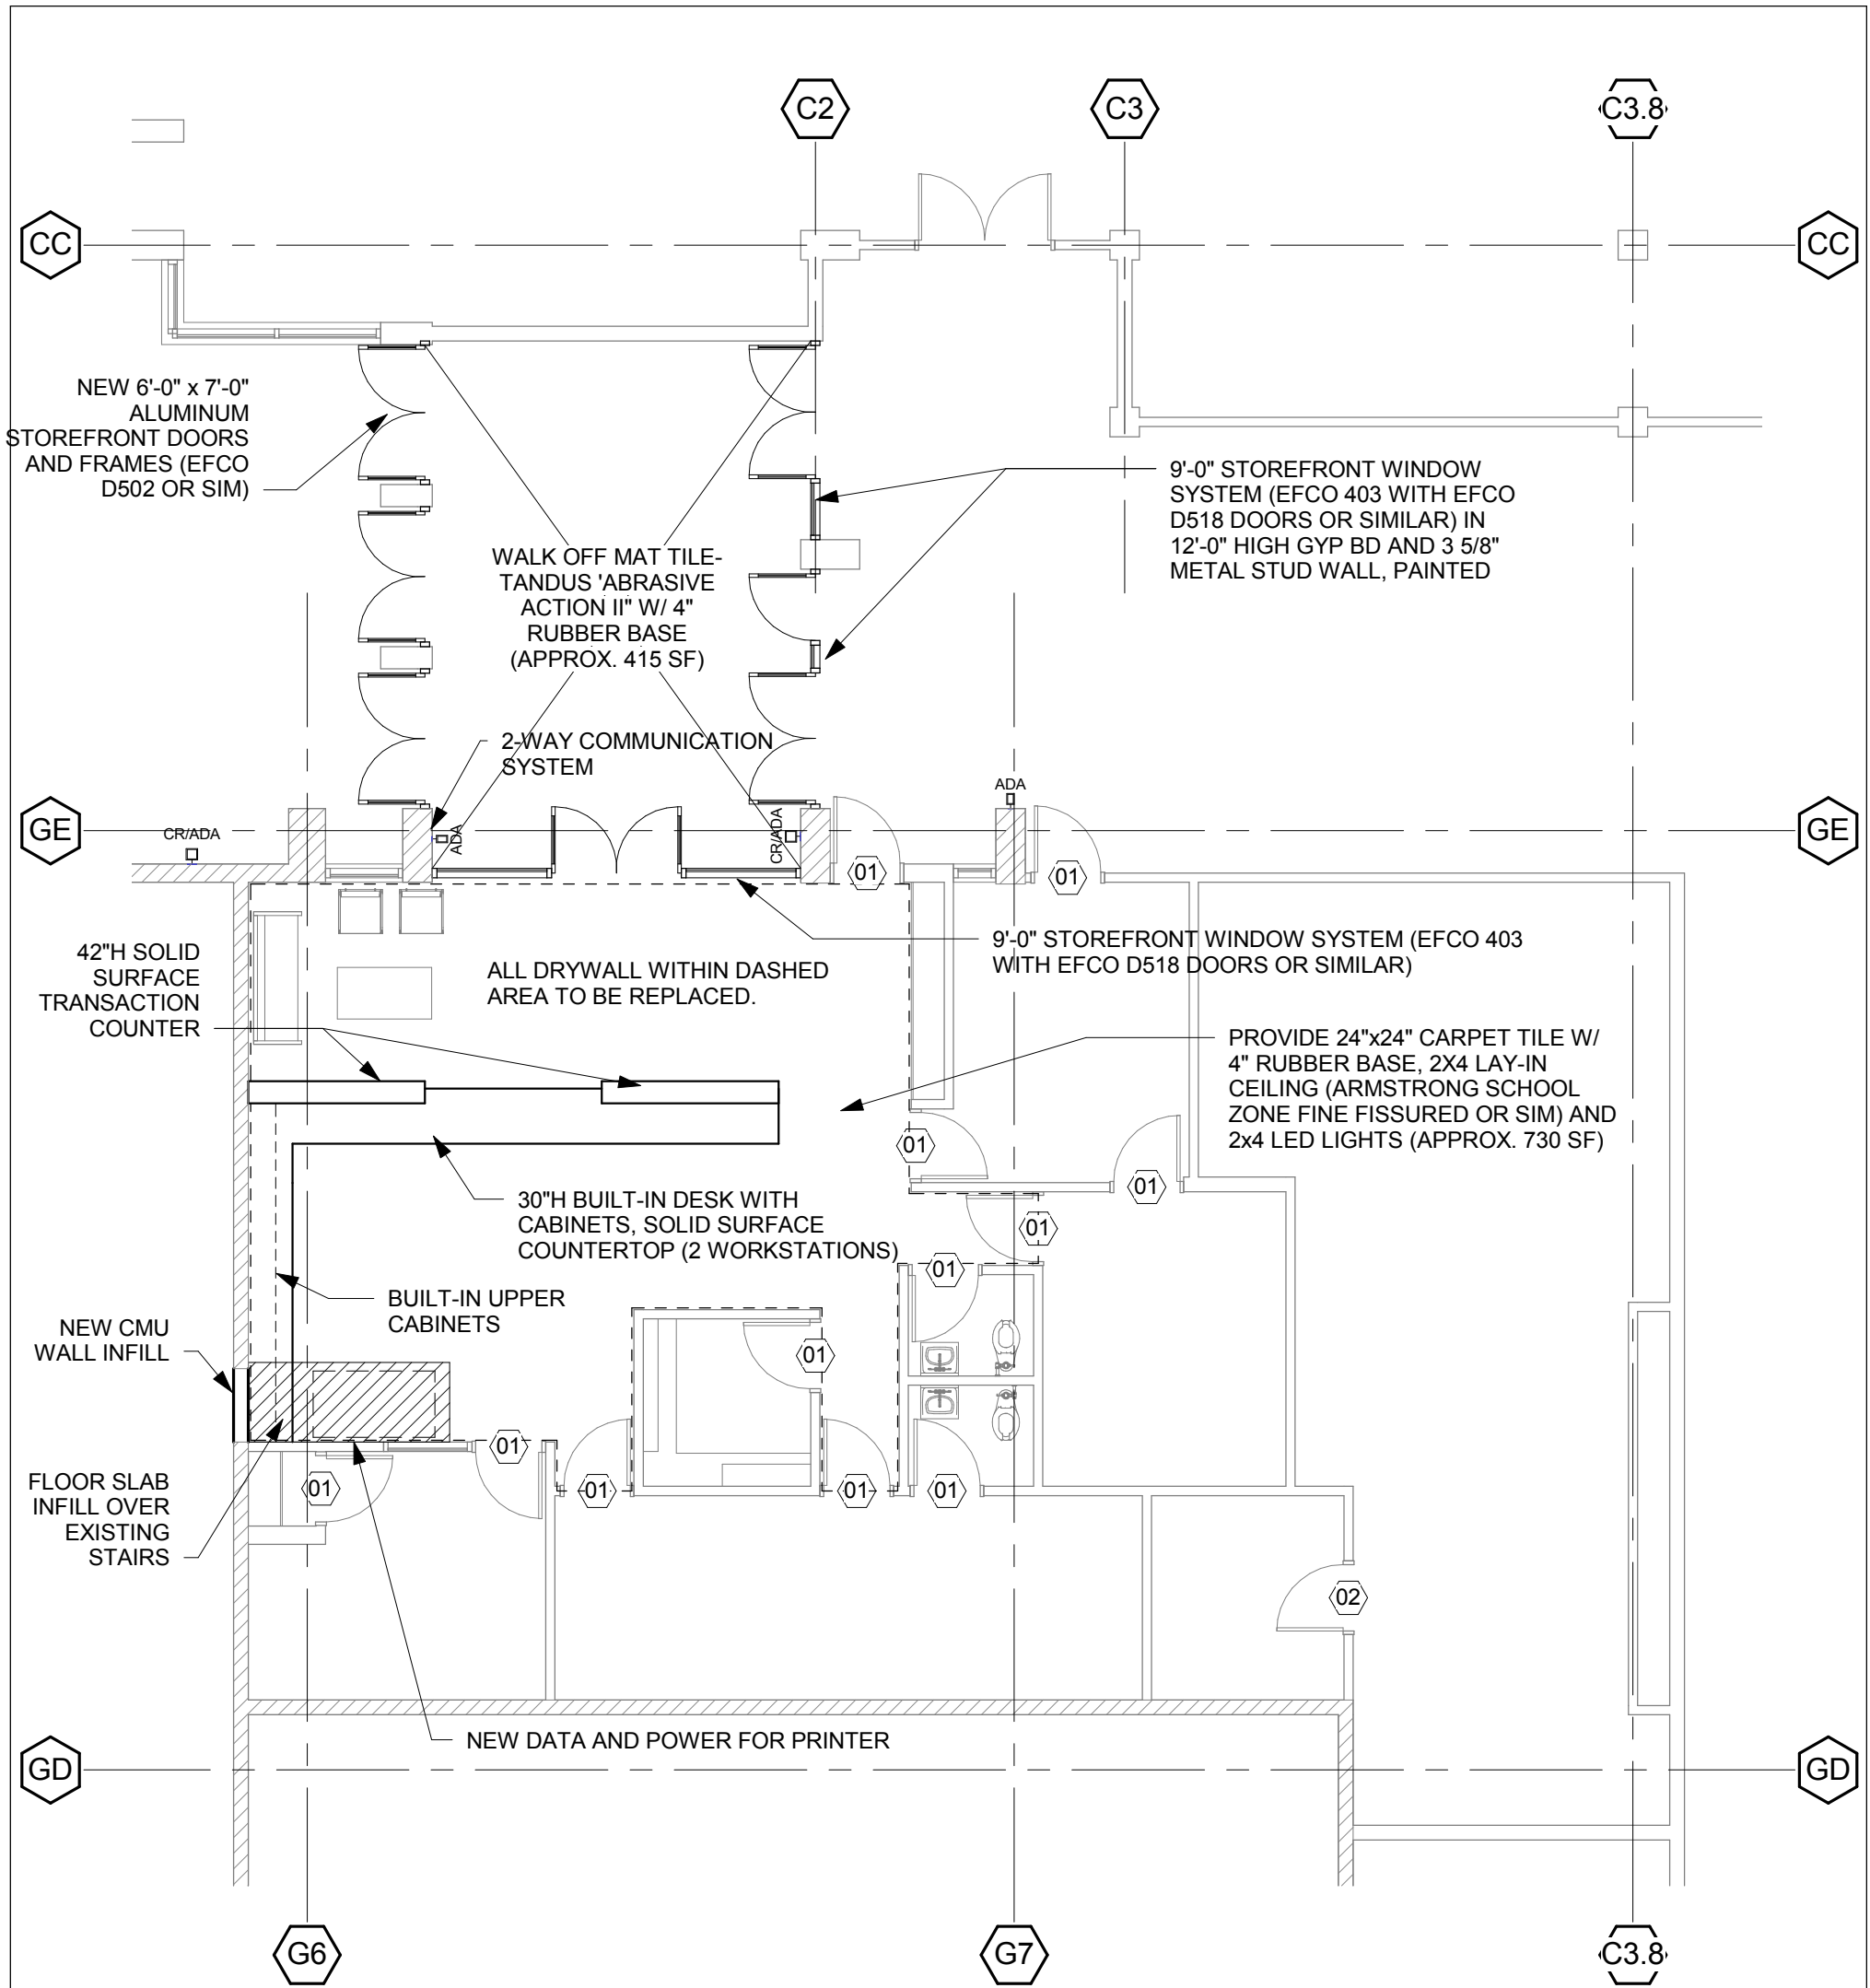 C2
C3
C3.8
CC
CC
NEW 6'-0" x 7'-0"
ALUMINUM
STOREFRONT DOORS
AND FRAMES (EFCO
D502 OR SIM)
9'-0" STOREFRONT WINDOW
SYSTEM (EFCO 403 WITH EFCO
D518 DOORS OR SIMILAR) IN
12'-0" HIGH GYP BD AND 3 5/8"
METAL STUD WALL, PAINTED
WALK OFF MAT TILE-
TANDUS 'ABRASIVE
ACTION II" W/ 4"
RUBBER BASE
(APPROX. 415 SF)
2-WAY COMMUNICATION
SYSTEM
ADA
GE
CR/ADA
ADA
CR/ADA
GE
01
01
42"H SOLID
SURFACE
TRANSACTION
COUNTER
ALL DRYWALL WITHIN DASHED
AREA TO BE REPLACED.
9'-0" STOREFRONT WINDOW SYSTEM (EFCO 403
WITH EFCO D518 DOORS OR SIMILAR)
PROVIDE 24"x24" CARPET TILE W/
4" RUBBER BASE, 2X4 LAY-IN
CEILING (ARMSTRONG SCHOOL
ZONE FINE FISSURED OR SIM) AND
2x4 LED LIGHTS (APPROX. 730 SF)
01
01
30"H BUILT-IN DESK WITH
CABINETS, SOLID SURFACE
COUNTERTOP (2 WORKSTATIONS)
01
01
BUILT-IN UPPER
CABINETS
NEW CMU
WALL INFILL
01
01
FLOOR SLAB
INFILL OVER
EXISTING
STAIRS
01
01
01
01
02
NEW DATA AND POWER FOR PRINTER
GD
GD
G6
G7
C3.8